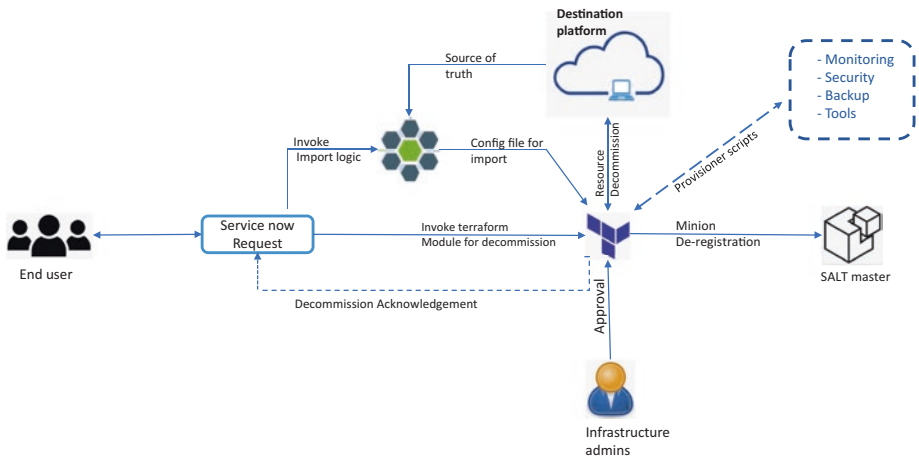 Destination
platform
- Monitoring
- Security
- Backup
- Tools
Source of
truth
Invoke
Import logic
Config file for
import
Resource
Decommission
Provisioner scripts
Service now
Request
Invoke terraform
Module for decommission
Minion
De-registration
End user
SALT master
Decommission Acknowledgement
Approval
Infrastructure
admins